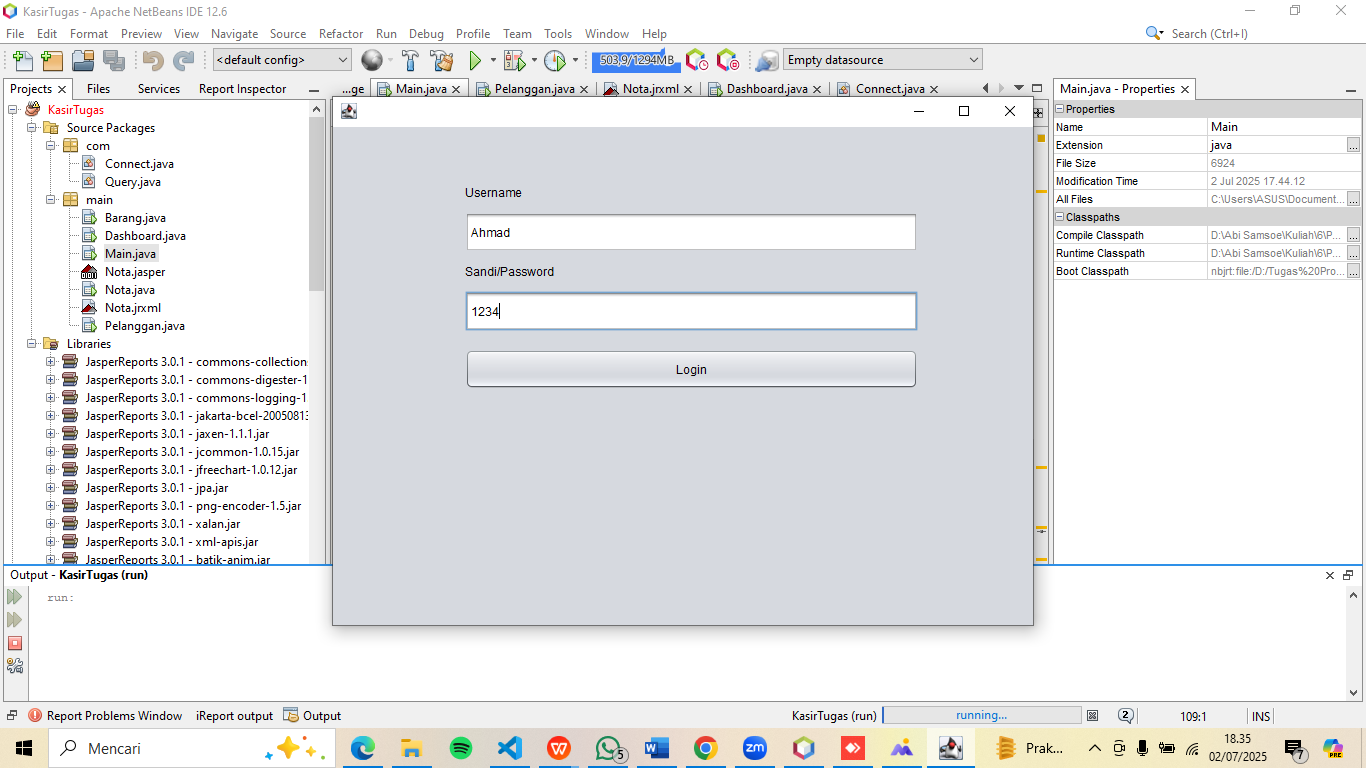 KasirTugas - Apache NetBeans IDE 12.6
File Edit Format Preview View Navigate Source Refactor Run Debug Profile Team Tools Window Help
Search (Ctrl+I)
<default config>
503,9/1294MB
Empty datasource
Projects Files Services Report Inspector
...ge Main.java Pelanggan.java Nota.jrxml Dashboard.java Connect.java
Main.java - Properties
KasirTugas
Source Packages
com
Connect.java
Query.java
main
Barang.java
Dashboard.java
Main.java
Nota.jasper
Nota.java
Nota.jrxml
Pelanggan.java
Libraries
JasperReports 3.0.1 - commons-collection
JasperReports 3.0.1 - commons-digester-1
JasperReports 3.0.1 - commons-logging-1
JasperReports 3.0.1 - jakarta-bcel-20050813
JasperReports 3.0.1 - jaxen-1.1.1.jar
JasperReports 3.0.1 - jcommon-1.0.15.jar
JasperReports 3.0.1 - jfreechart-1.0.12.jar
JasperReports 3.0.1 - jpa.jar
JasperReports 3.0.1 - png-encoder-1.5.jar
JasperReports 3.0.1 - xalan.jar
JasperReports 3.0.1 - xml-apis.jar
JasperReports 3.0.1 - batik-anim.jar
Username
Ahmad
Sandi/Password
1234
Login
Properties
Name Main
Extension java
File Size 6924
Modification Time 2 Jul 2025 17.44.12
All Files C:\Users\ASUS\Document...
Classpaths
Compile Classpath D:\Abi Samsoe\Kuliah\6\P...
Runtime Classpath D:\Abi Samsoe\Kuliah\6\P...
Boot Classpath nbjrt:file:/D:/Tugas%20Pro...
Output - KasirTugas (run)
run:
Report Problems Window iReport output Output
KasirTugas (run) running... 2 109:1 INS
Mencari
5
Prak...
18.35
02/07/2025
7
PRE